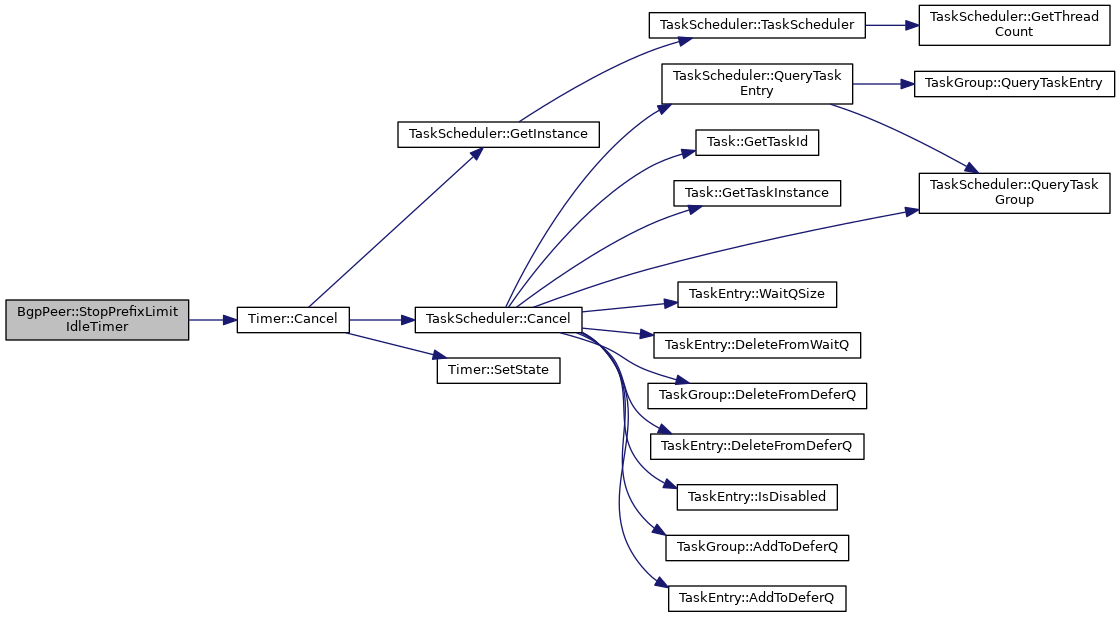 BgpPeer::StopPrefixLimit
IdleTimer
Timer::Cancel
TaskScheduler::GetInstance
TaskScheduler::TaskScheduler
TaskScheduler::GetThread
Count
TaskScheduler::Cancel
TaskScheduler::QueryTask
Entry
TaskGroup::QueryTaskEntry
TaskScheduler::QueryTask
Group
Task::GetTaskId
Task::GetTaskInstance
TaskEntry::WaitQSize
TaskEntry::DeleteFromWaitQ
TaskGroup::DeleteFromDeferQ
TaskEntry::DeleteFromDeferQ
TaskEntry::IsDisabled
TaskGroup::AddToDeferQ
TaskEntry::AddToDeferQ
Timer::SetState